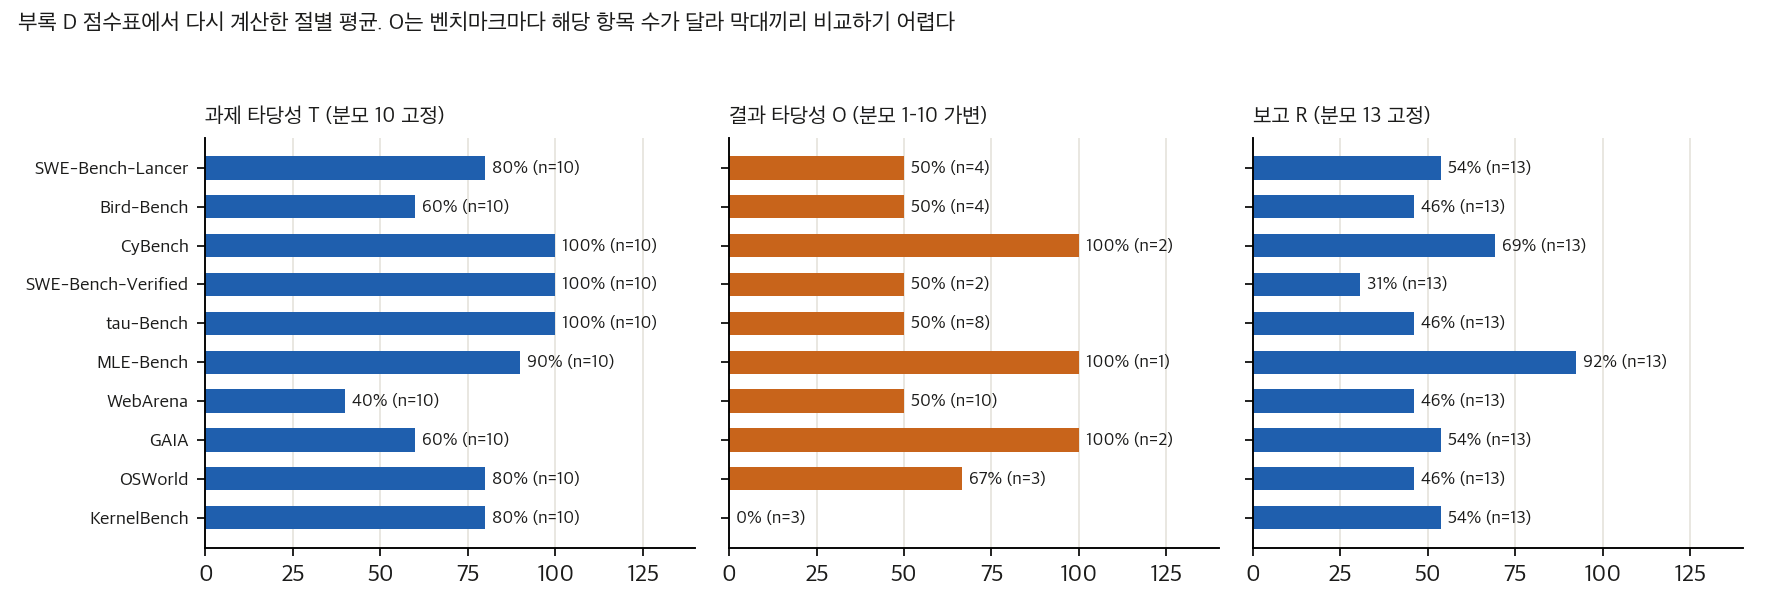 부록 D 점수표에서 다시 계산한 절별 평균. O는 벤치마크마다 해당 항목 수가 달라 막대끼리 비교하기 어렵다
과제 타당성 T (분모 10 고정)
SWE-Bench-Lancer 80% (n=10)
Bird-Bench 60% (n=10)
CyBench 100% (n=10)
SWE-Bench-Verified 100% (n=10)
tau-Bench 100% (n=10)
MLE-Bench 90% (n=10)
WebArena 40% (n=10)
GAIA 60% (n=10)
OSWorld 80% (n=10)
KernelBench 80% (n=10)
0 25 50 75 100 125
결과 타당성 O (분모 1-10 가변)
50% (n=4)
50% (n=4)
100% (n=2)
50% (n=2)
50% (n=8)
100% (n=1)
50% (n=10)
100% (n=2)
67% (n=3)
0% (n=3)
0 25 50 75 100 125
보고 R (분모 13 고정)
54% (n=13)
46% (n=13)
69% (n=13)
31% (n=13)
46% (n=13)
92% (n=13)
46% (n=13)
54% (n=13)
46% (n=13)
54% (n=13)
0 25 50 75 100 125